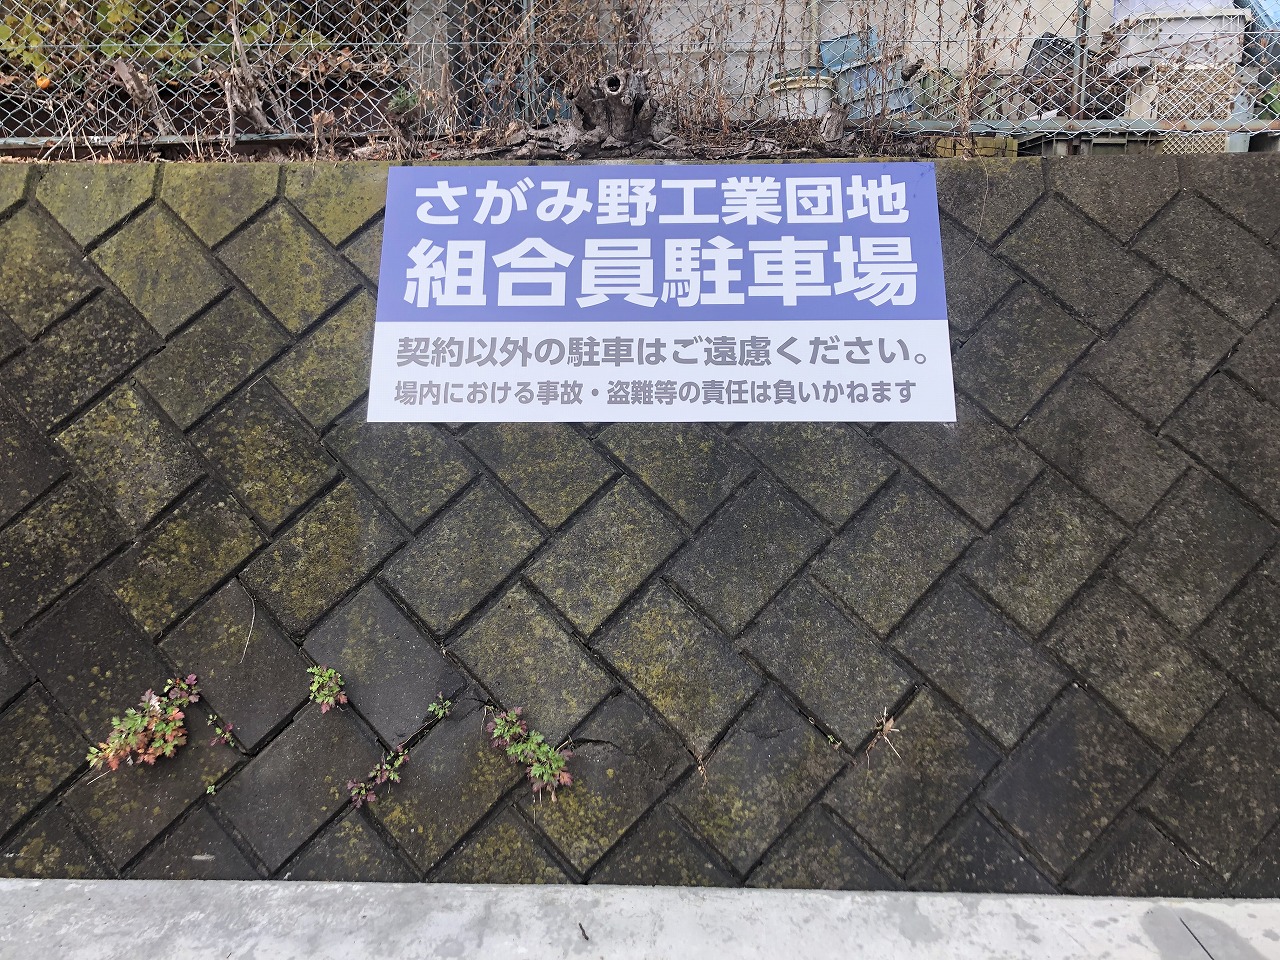 さがみ野工業団地
組合員駐車場
契約以外の駐車はご遠慮ください。
場内における事故・盗難等の責任は負いかねます